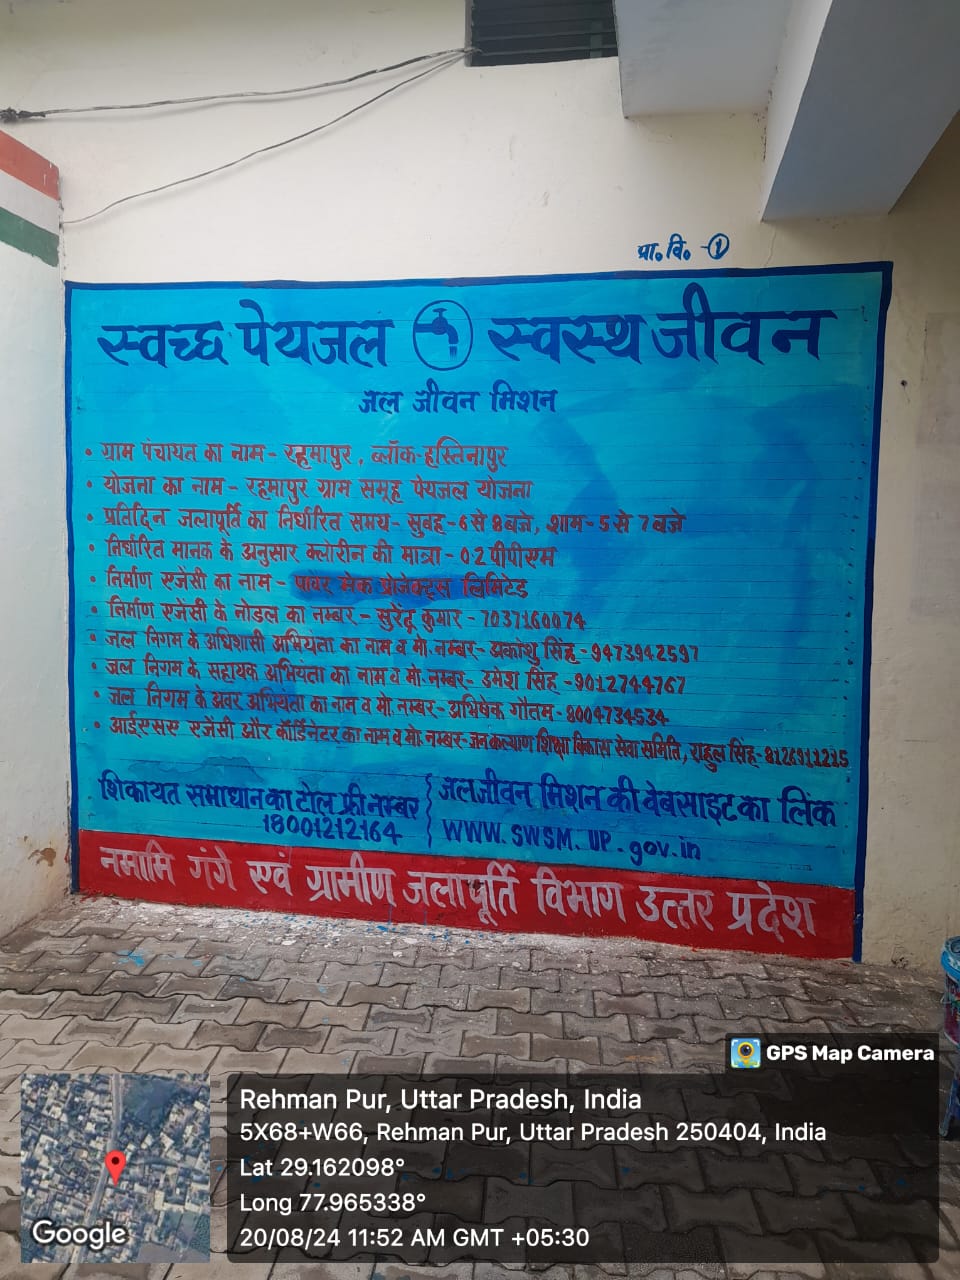 प्रा. वि. -①
स्वच्छ पेयजल स्वस्थ जीवन
जल जीवन मिशन
• ग्राम पंचायत का नाम - रहमापुर, ब्लॉक-हस्तिनापुर
• योजना का नाम - रहमापुर ग्राम समूह पेयजल योजना
• प्रतिदिन जलापूर्ति का निर्धारित समय- सुबह-6 से 8 बजे, शाम-5 से 7 बजे
• निर्धारित मानक के अनुसार क्लोरीन की मात्रा - 0.2 पीपीएम
• निर्माण एजेंसी का नाम - पावर मेक प्रोजेक्ट्स लिमिटेड
• निर्माण एजेंसी के नोडल का नम्बर - सुरेंद्र कुमार - 7037160074
• जल निगम के अधिशासी अभियंता का नाम व मो. नम्बर- प्रकांशु सिंह -9473942597
• जल निगम के सहायक अभियंता का नाम व मो. नम्बर- उमेश सिंह -9012744767
• जल निगम के अवर अभियंता का नाम व मो. नम्बर- अभिषेक गौतम -8004734534
• आईएसए एजेंसी और कॉर्डिनेटर का नाम व मो. नम्बर- जन कल्याण शिक्षा विकास सेवा समिति, राहुल सिंह- 8126911215
शिकायत समाधान का टोल फ्री नम्बर
18001212164
जल जीवन मिशन की वेबसाइट का लिंक
WWW. SWSM. UP. gov.in
नमामि गंगे एवं ग्रामीण जलापूर्ति विभाग उत्तर प्रदेश
GPS Map Camera
Rehman Pur, Uttar Pradesh, India
5X68+W66, Rehman Pur, Uttar Pradesh 250404, India
Lat 29.162098°
Long 77.965338°
20/08/24 11:52 AM GMT +05:30
Google